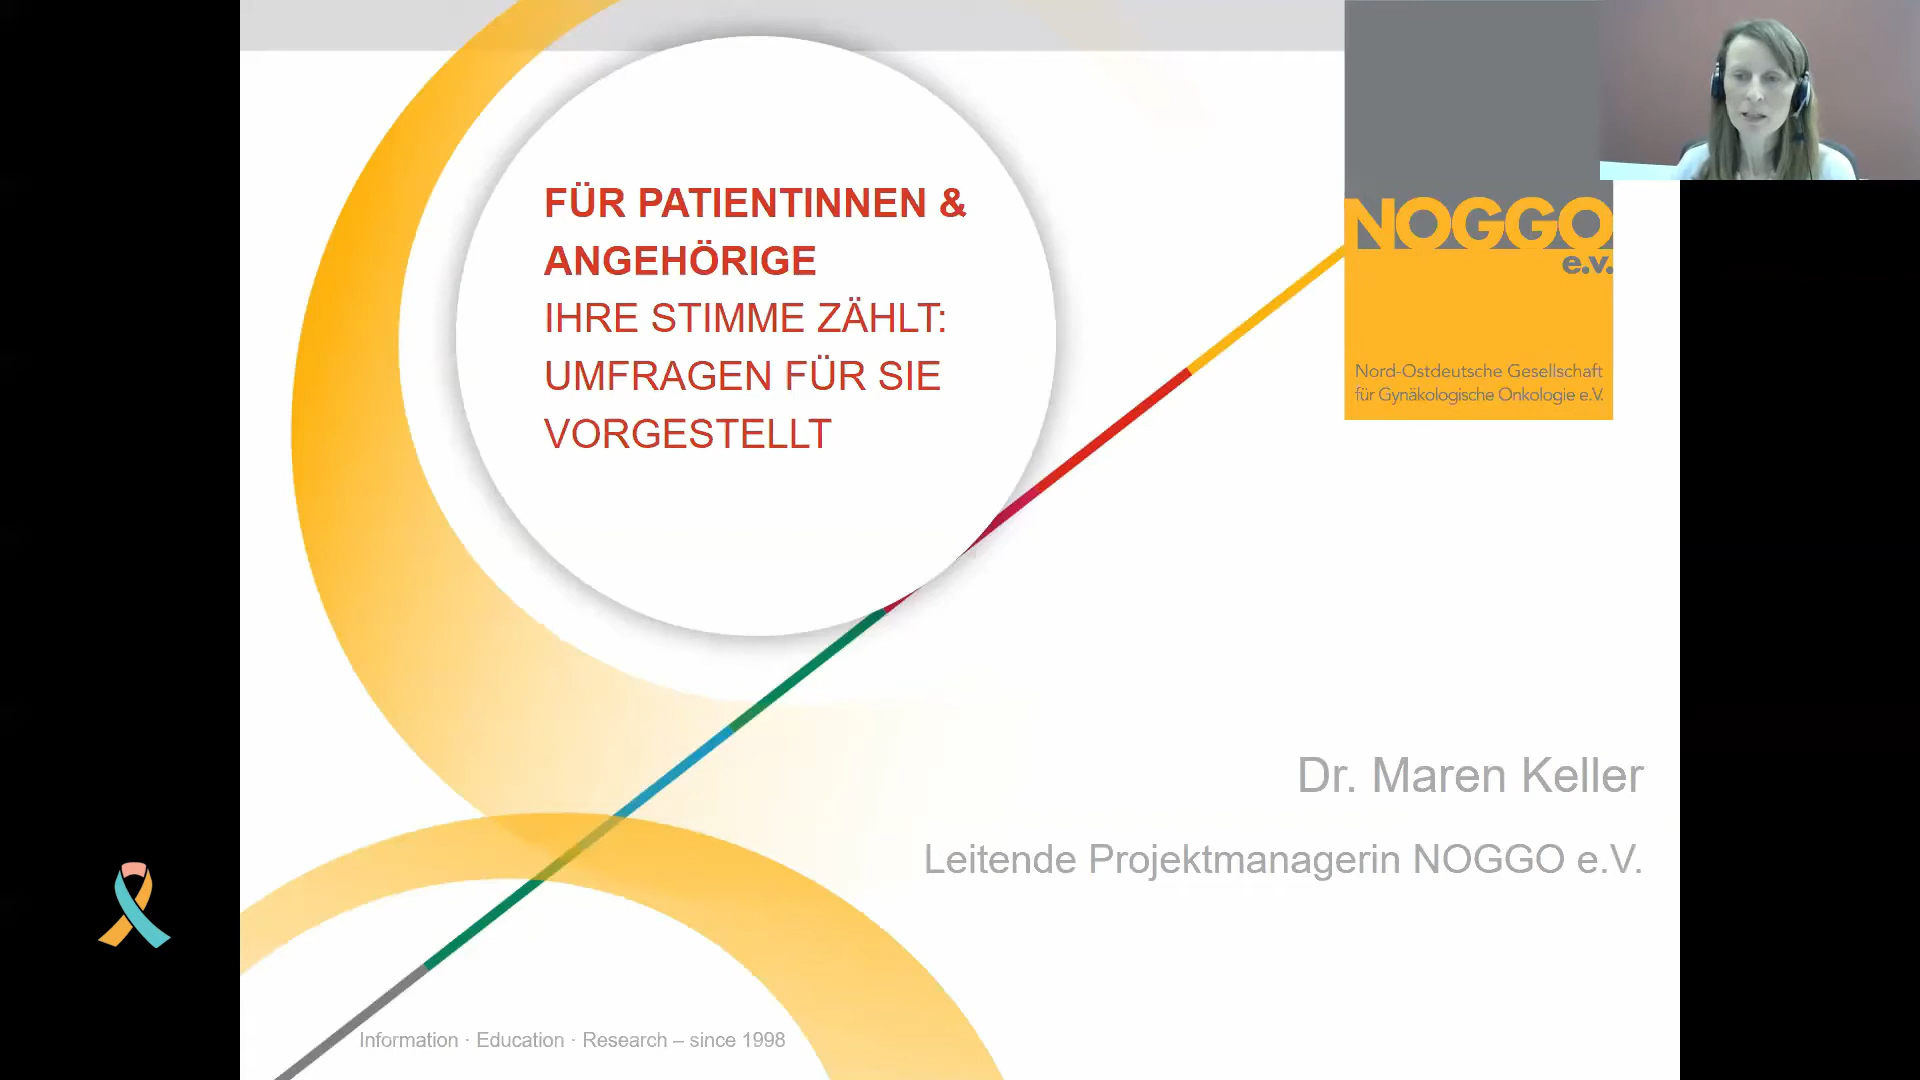 FÜR PATIENTINNEN &
ANGEHÖRIGE
IHRE STIMME ZÄHLT:
UMFRAGEN FÜR SIE
VORGESTELLT
NOGGO
e.v.
Nord-Ostdeutsche Gesellschaft
für Gynäkologische Onkologie e.V.
Dr. Maren Keller
Leitende Projektmanagerin NOGGO e.V.
Information · Education · Research – since 1998